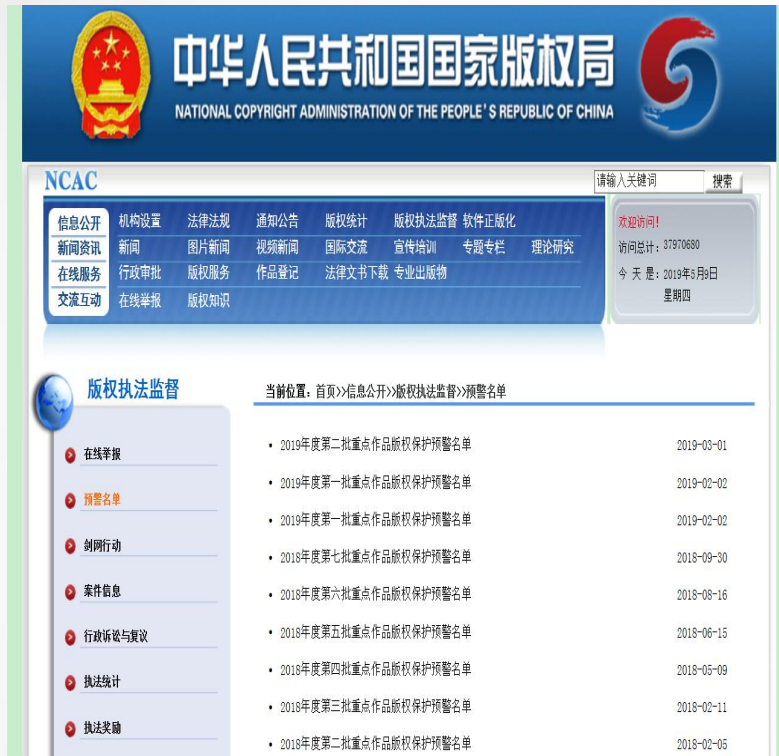 中华人民共和国国家版权局
NATIONAL COPYRIGHT ADMINISTRATION OF THE PEOPLE'S REPUBLIC OF CHINA
NCAC
请输入关键词 搜索
信息公开 机构设置 法律法规 通知公告 版权统计 版权执法监督 软件正版化
新闻资讯 新闻 图片新闻 视频新闻 国际交流 宣传培训 专题专栏 理论研究
在线服务 行政审批 版权服务 作品登记 法律文书下载 专业出版物
交流互动 在线举报 版权知识
欢迎访问!
访问总计:37970680
今 天 是:2019年5月9日
星期四
版权执法监督
在线举报
预警名单
剑网行动
案件信息
行政诉讼与复议
执法统计
执法奖励
当前位置:首页>>信息公开>>版权执法监督>>预警名单
• 2019年度第二批重点作品版权保护预警名单 2019-03-01
• 2019年度第一批重点作品版权保护预警名单 2019-02-02
• 2019年度第一批重点作品版权保护预警名单 2019-02-02
• 2018年度第七批重点作品版权保护预警名单 2018-09-30
• 2018年度第六批重点作品版权保护预警名单 2018-08-16
• 2018年度第五批重点作品版权保护预警名单 2018-06-15
• 2018年度第四批重点作品版权保护预警名单 2018-05-09
• 2018年度第三批重点作品版权保护预警名单 2018-02-11
• 2018年度第二批重点作品版权保护预警名单 2018-02-05